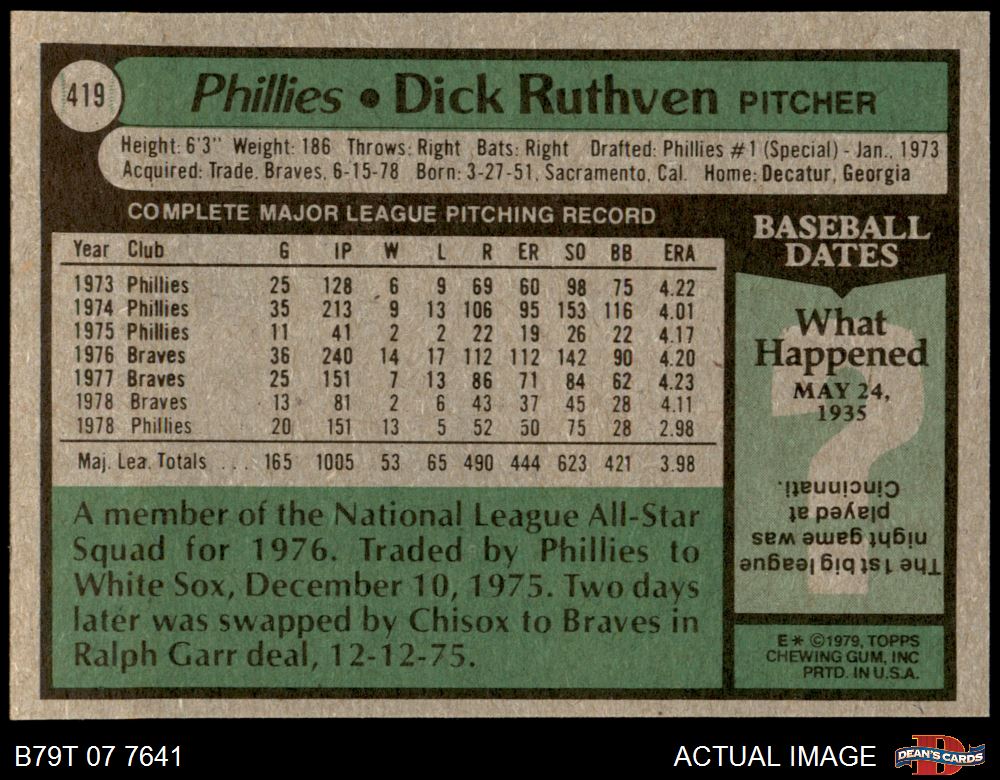 419
Phillies • Dick Ruthven PITCHER
Height: 6'3" Weight: 186 Throws: Right Bats: Right Drafted: Phillies #1 (Special) - Jan., 1973
Acquired: Trade. Braves, 6-15-78 Born: 3-27-51, Sacramento, Cal. Home: Decatur, Georgia
COMPLETE MAJOR LEAGUE PITCHING RECORD
Year Club G IP W L R ER SO BB ERA
1973 Phillies 25 128 6 9 69 60 98 75 4.22
1974 Phillies 35 213 9 13 106 95 153 116 4.01
1975 Phillies 11 41 2 2 22 19 26 22 4.17
1976 Braves 36 240 14 17 112 112 142 90 4.20
1977 Braves 25 151 7 13 86 71 84 62 4.23
1978 Braves 13 81 2 6 43 37 45 28 4.11
1978 Phillies 20 151 13 5 52 50 75 28 2.98
Maj. Lea. Totals ... 165 1005 53 65 490 444 623 421 3.98
A member of the National League All-Star
Squad for 1976. Traded by Phillies to
White Sox, December 10, 1975. Two days
later was swapped by Chisox to Braves in
Ralph Garr deal, 12-12-75.
BASEBALL
DATES
What
Happened
MAY 24,
1935
?
The 1st big league
night game was
played at
Cincinnati.
E* ©1979, TOPPS
CHEWING GUM, INC
PRTD. IN U.S.A.
B79T 07 7641
ACTUAL IMAGE
D
DEAN'S CARDS